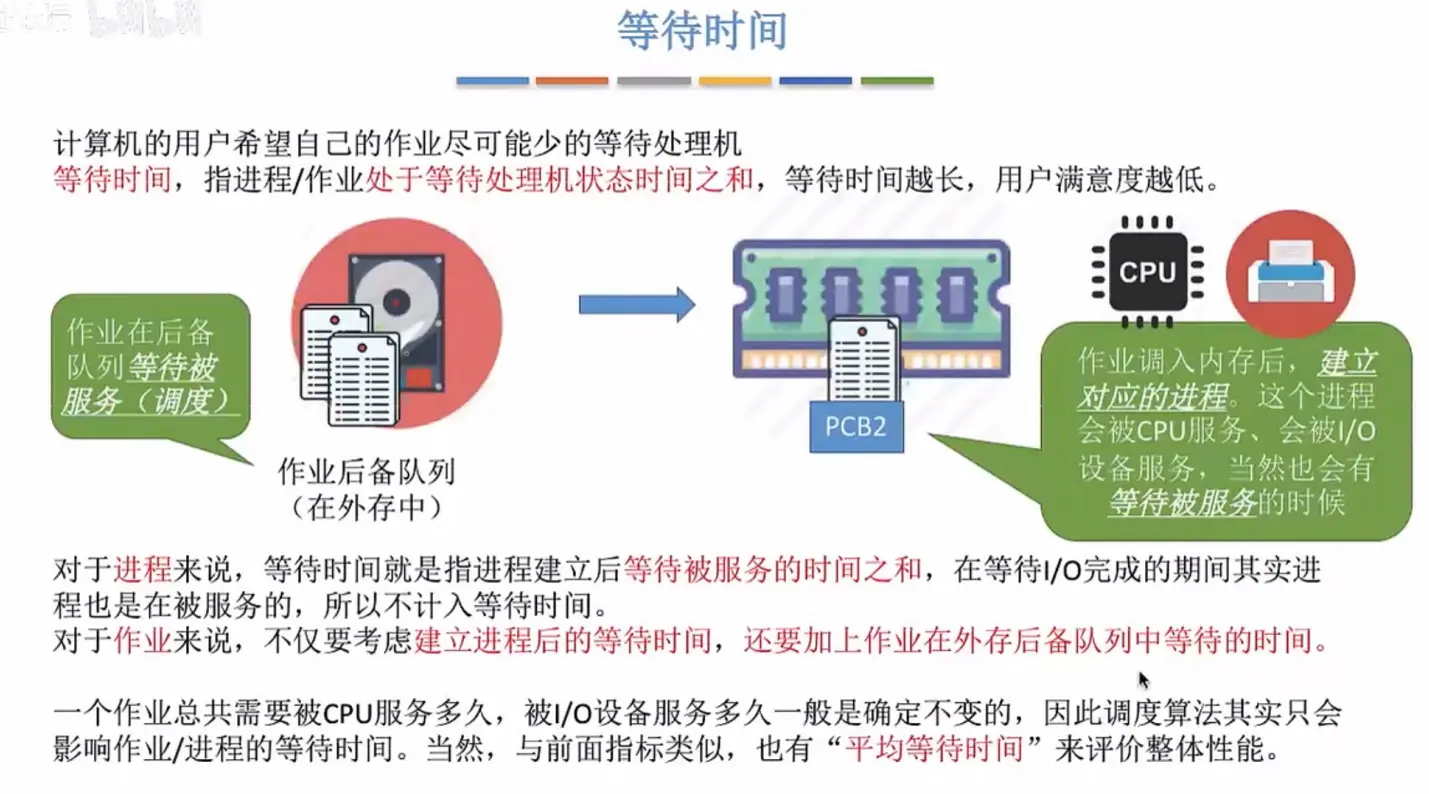 等待时间
计算机的用户希望自己的作业尽可能少的等待处理机
等待时间，指进程/作业处于等待处理机状态时间之和，等待时间越长，用户满意度越低。
作业在后备
队列等待被
服务（调度）
作业后备队列
（在外存中）
PCB2
CPU
作业调入内存后，建立
对应的进程。这个进程
会被CPU服务、会被I/O
设备服务，当然也会有
等待被服务的时候
对于进程来说，等待时间就是指进程建立后等待被服务的时间之和，在等待I/O完成的期间其实进
程也是在被服务的，所以不计入等待时间。
对于作业来说，不仅要考虑建立进程后的等待时间，还要加上作业在外存后备队列中等待的时间。
一个作业总共需要被CPU服务多久，被I/O设备服务多久一般是确定不变的，因此调度算法其实只会
影响作业/进程的等待时间。当然，与前面指标类似，也有“平均等待时间”来评价整体性能。